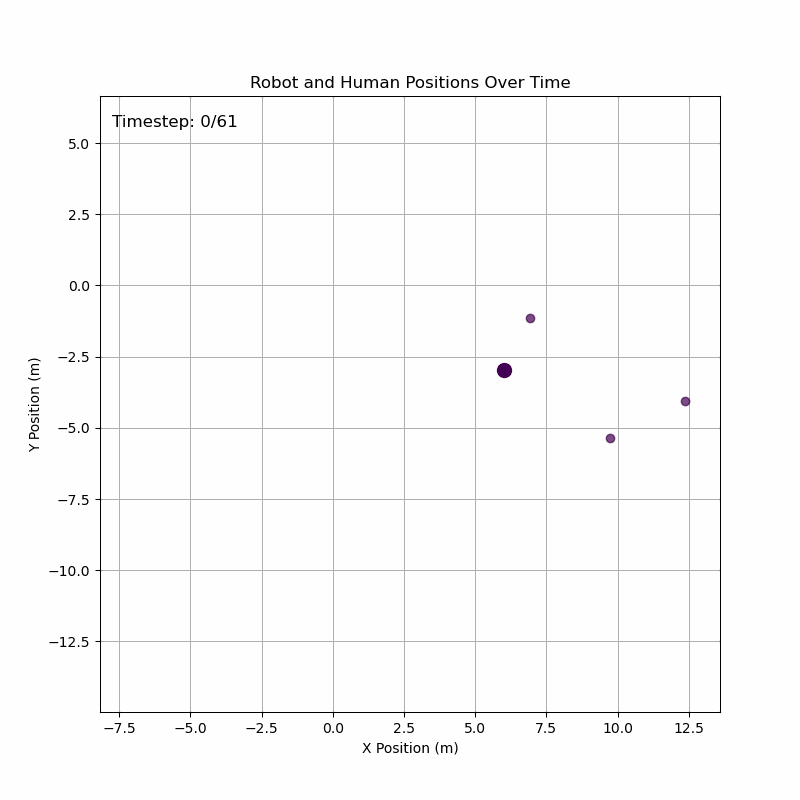 Robot and Human Positions Over Time
Timestep: 0/61
5.0
2.5
0.0
−2.5
−5.0
−7.5
−10.0
−12.5
Y Position (m)
−7.5 −5.0 −2.5 0.0 2.5 5.0 7.5 10.0 12.5
X Position (m)